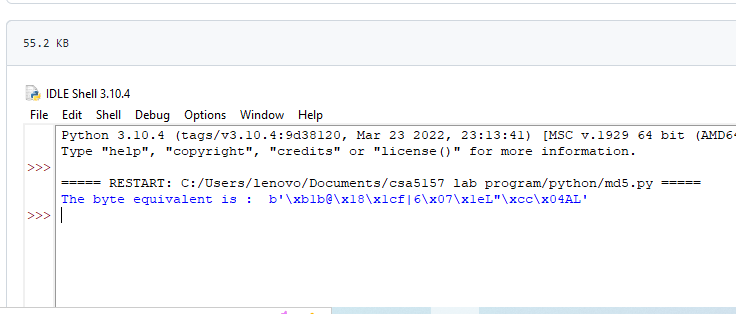 55.2 KB
IDLE Shell 3.10.4
File Edit Shell Debug Options Window Help
Python 3.10.4 (tags/v3.10.4:9d38120, Mar 23 2022, 23:13:41) [MSC v.1929 64 bit (AMD64
Type "help", "copyright", "credits" or "license()" for more information.
>>>
===== RESTART: C:/Users/lenovo/Documents/csa5157 lab program/python/md5.py =====
The byte equivalent is :  b'\xb1b@\x18\x1cf|6\x07\x1eL"\xcc\x04AL'
>>>